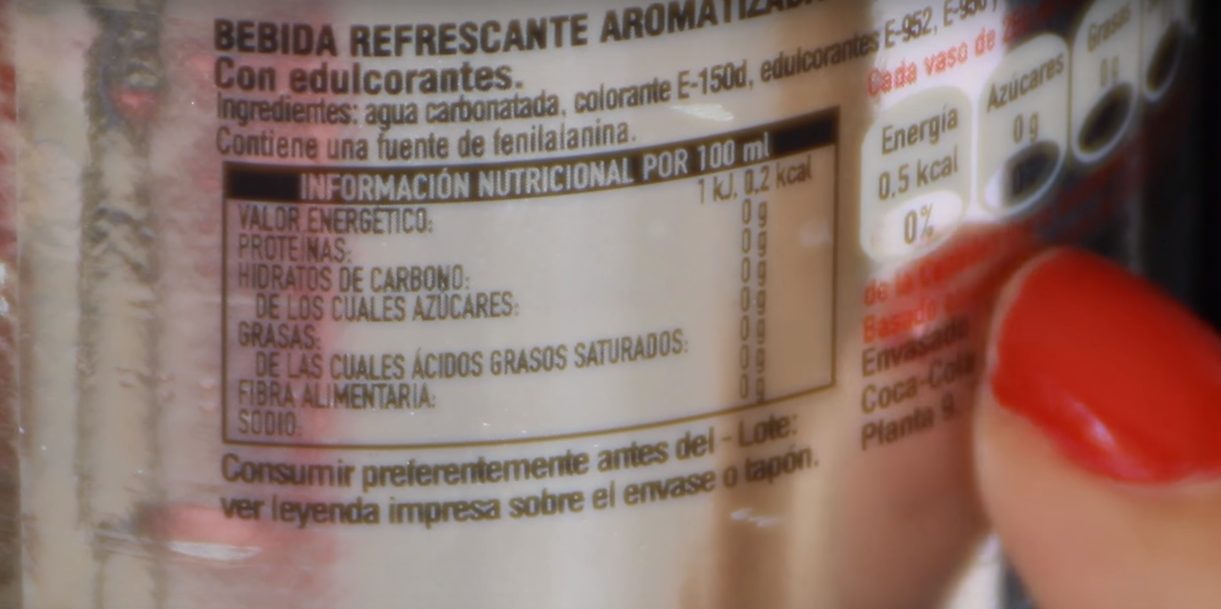 BEBIDA REFRESCANTE
Con edulcorantes.
Ingredientes: agua carbonatada, colorante E-150d, edulcorantes E-952,
Contiene una fuente de fenilalanina.
INFORMACIÓN NUTRICIONAL POR 100 ml
VALOR ENERGÉTICO: 1 kJ. 0,2 kcal
PROTEINAS: 0 g
HIDRATOS DE CARBONO: 0 g
DE LOS CUALES AZÚCARES: 0 g
GRASAS: 0 g
DE LAS CUALES ÁCIDOS GRASOS SATURADOS: 0 g
FIBRA ALIMENTARIA: 0 g
SODIO: 0 g
Consumir preferentemente antes del - Lote:
ver leyenda impresa sobre el envase o tapón.
Cada vaso de
Energía
0,5 kcal
0%
Azúcares
0 g
Grasas
de la
Envasado
Coca-Cola
Planta 9.